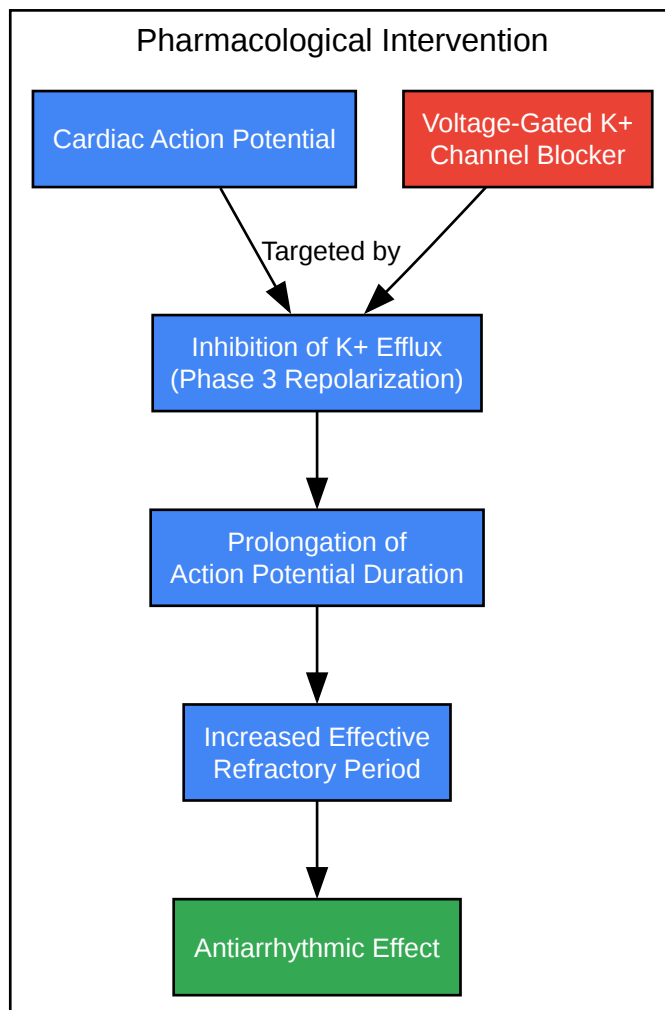 Pharmacological Intervention
Cardiac Action Potential
Voltage-Gated K+
Channel Blocker
Targeted by
Inhibition of K+ Efflux
(Phase 3 Repolarization)
Prolongation of
Action Potential Duration
Increased Effective
Refractory Period
Antiarrhythmic Effect